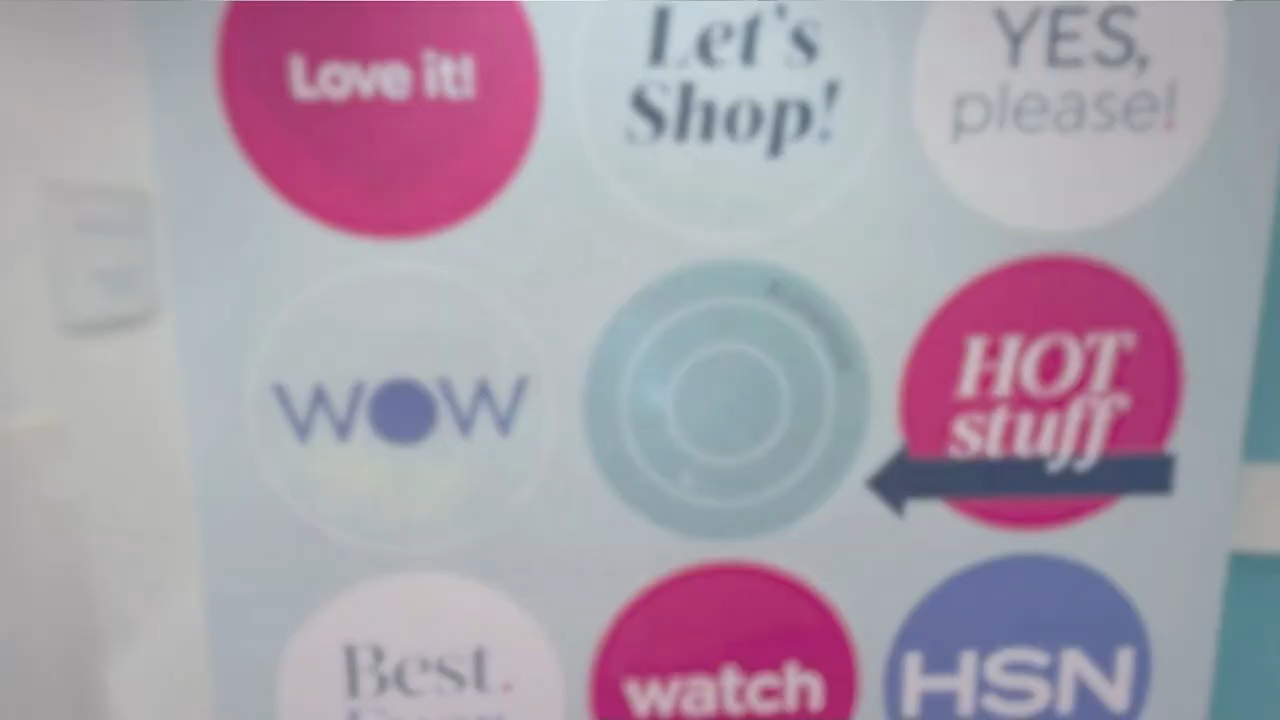 Love it!
Let's
Shop!
YES,
please!
WOW
HOT
stuff
Best.
watch
HSN